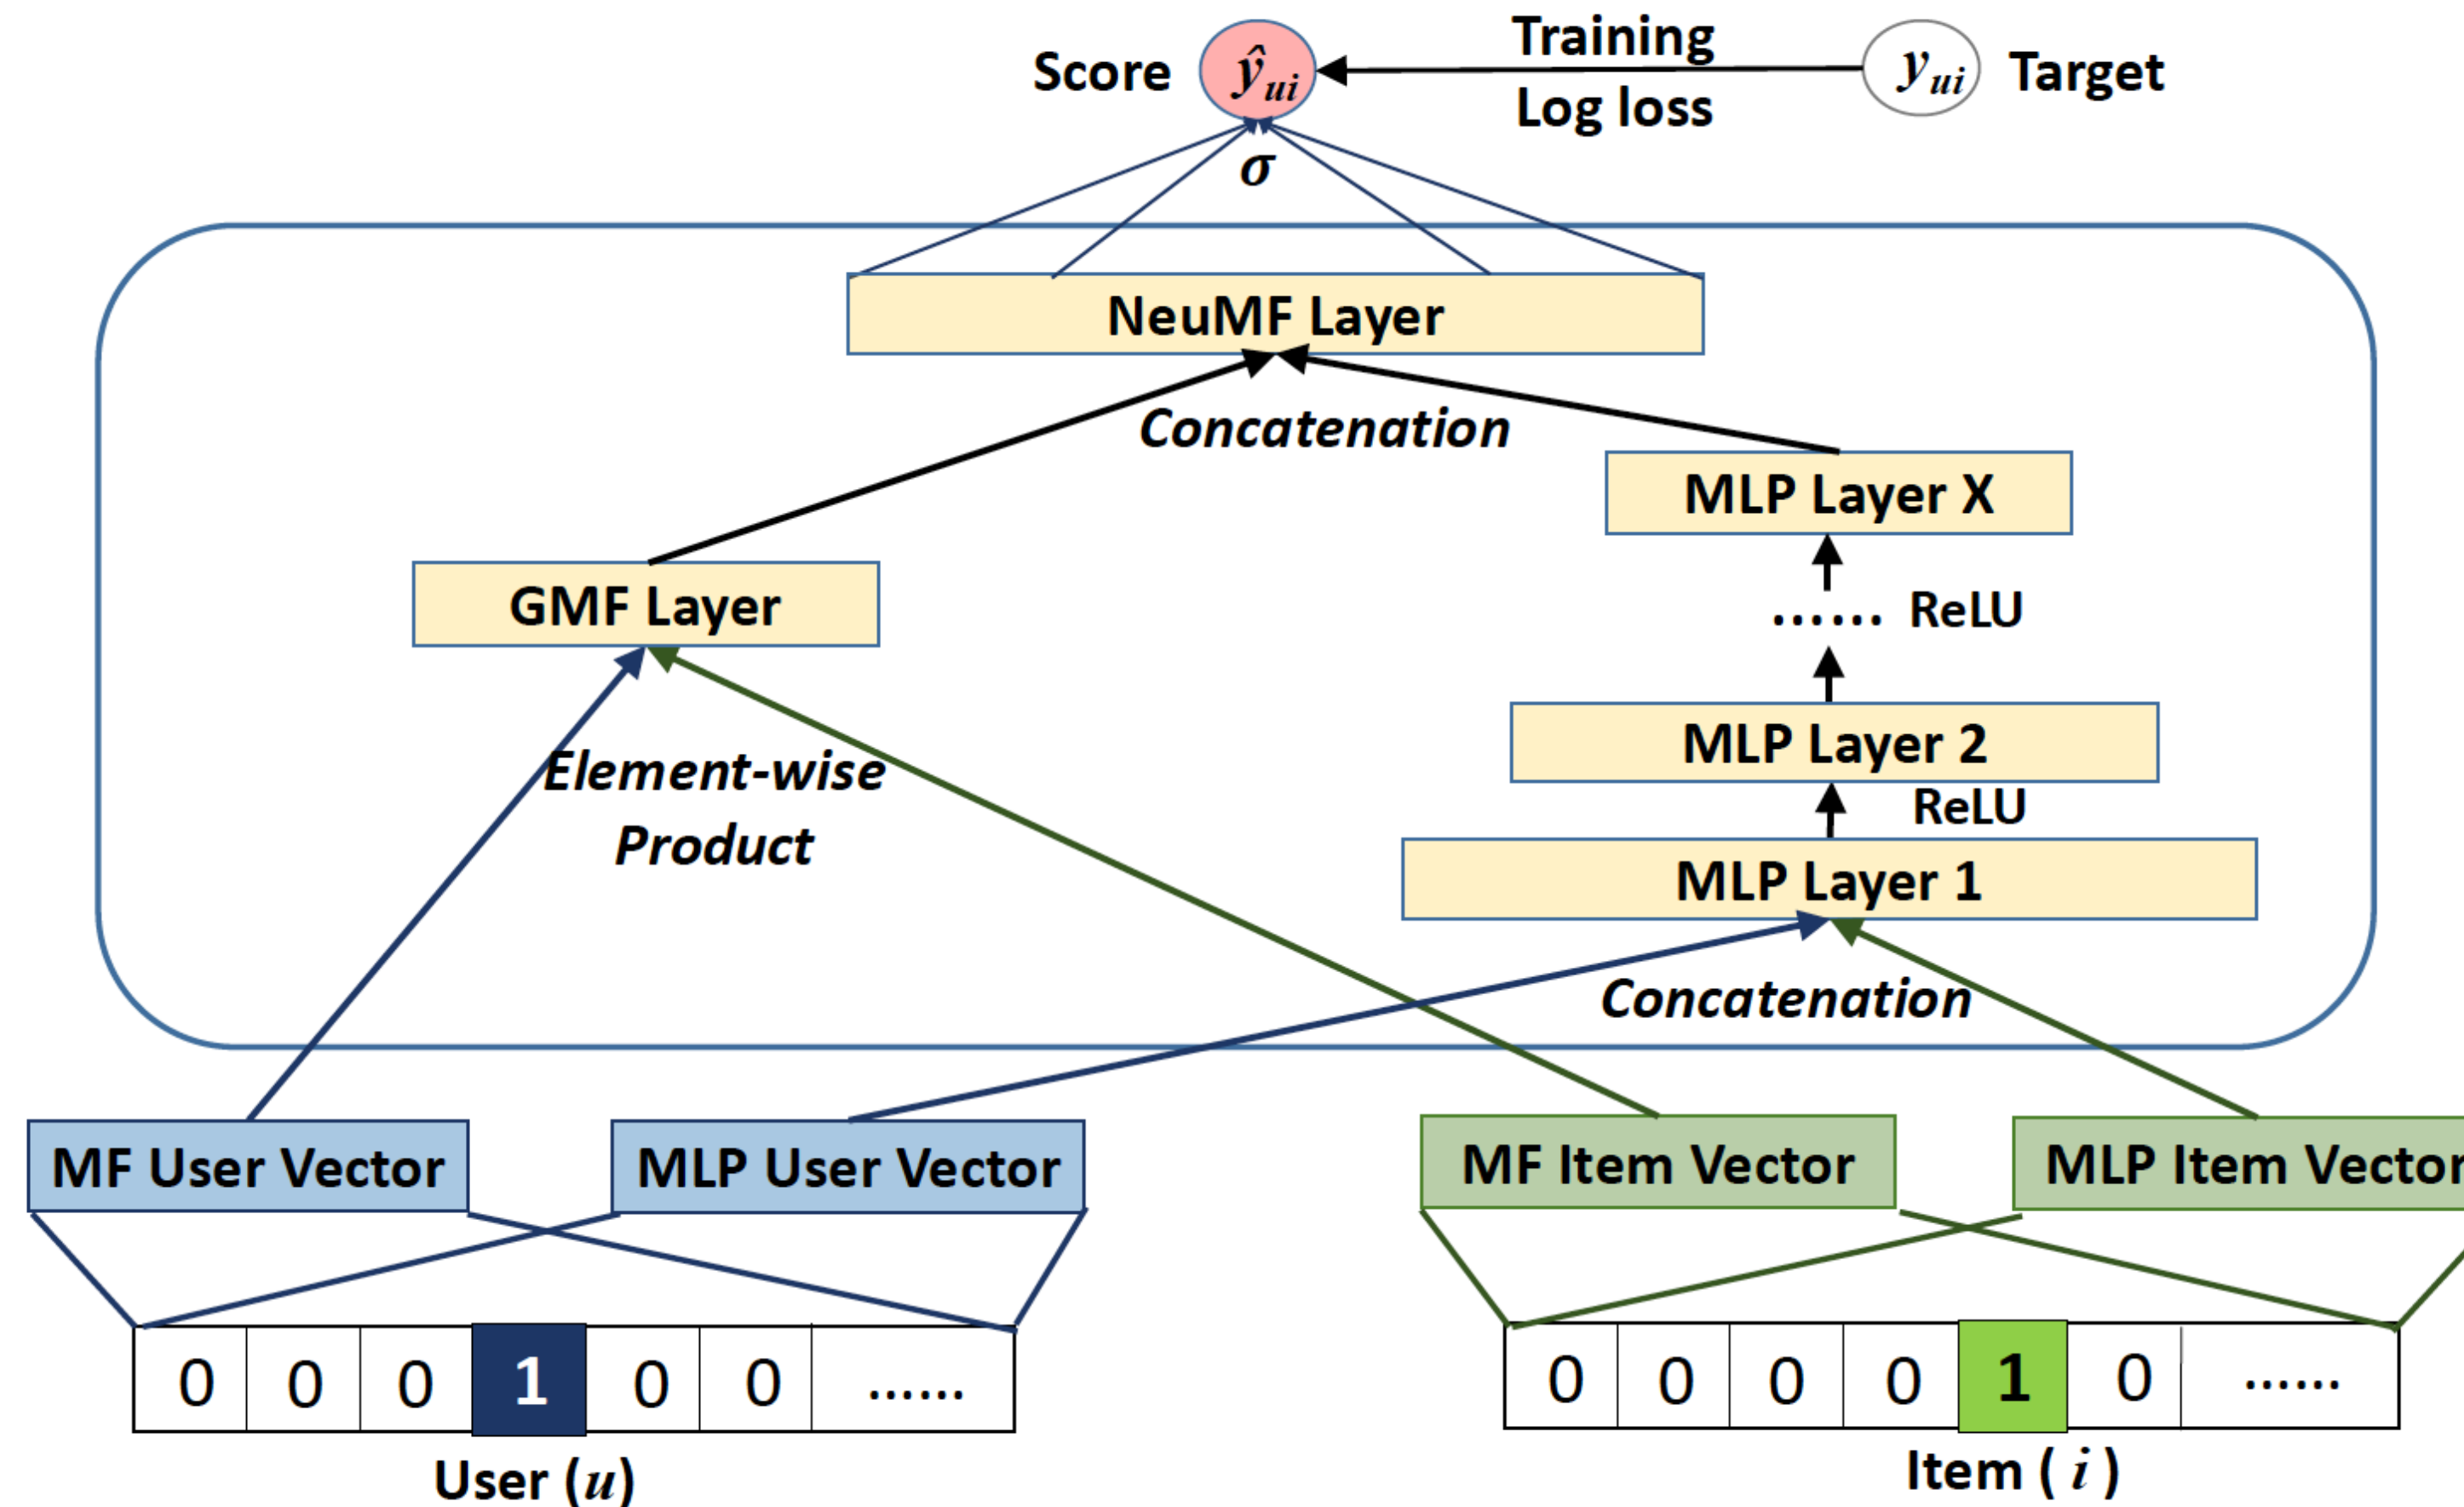 Score
ŷui
Training
Log loss
yui
Target
σ
NeuMF Layer
Concatenation
MLP Layer X
GMF Layer
...... ReLU
MLP Layer 2
Element-wise
Product
ReLU
MLP Layer 1
Concatenation
MF User Vector
MLP User Vector
MF Item Vector
MLP Item Vector
0 0 0 1 0 0 ......
0 0 0 0 1 0 ......
User (u)
Item ( i )